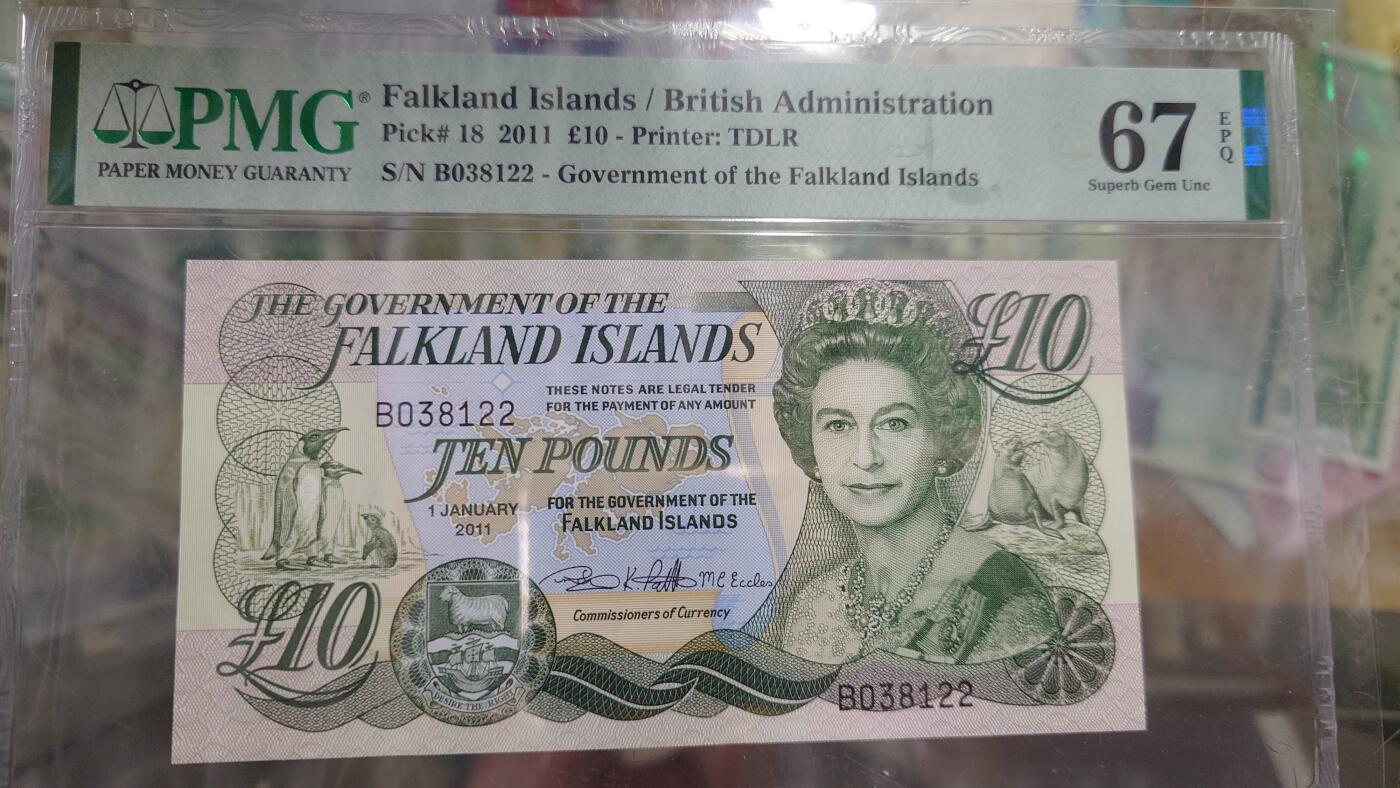 PMG®
PAPER MONEY GUARANTY
Falkland Islands / British Administration
Pick# 18 2011 £10 - Printer: TDLR
S/N B038122 - Government of the Falkland Islands
67
EPQ
Superb Gem Unc
THE GOVERNMENT OF THE
FALKLAND ISLANDS
£10
THESE NOTES ARE LEGAL TENDER
FOR THE PAYMENT OF ANY AMOUNT
B038122
TEN POUNDS
1 JANUARY
2011
FOR THE GOVERNMENT OF THE
FALKLAND ISLANDS
MC Eccles
Commissioners of Currency
£10
DESIRE THE RIGHT
B038122